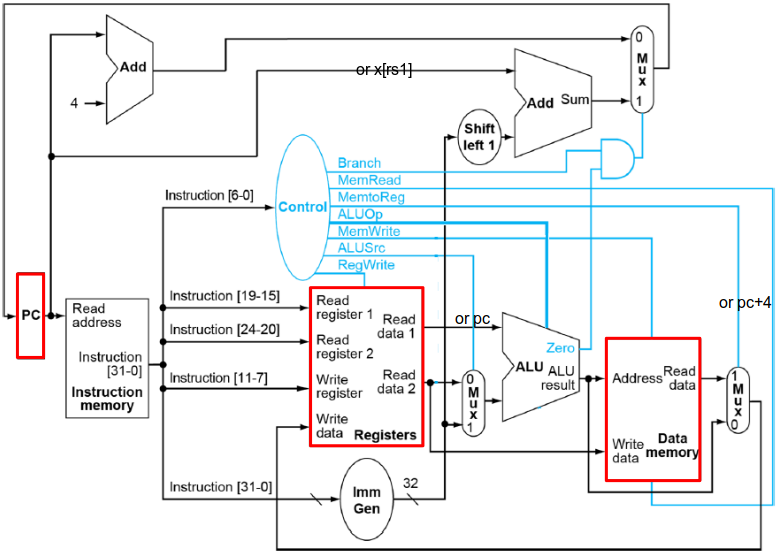 0
M
u
x
1
Add
4
or x[rs1]
Add
Sum
Shift
left 1
Branch
MemRead
MemtoReg
ALUOp
MemWrite
ALUSrc
RegWrite
Control
Instruction [6-0]
PC
Read
address
Instruction
[31-0]
Instruction
memory
Instruction [19-15]
Instruction [24-20]
Instruction [11-7]
Instruction [31-0]
Read
register 1
Read
register 2
Write
register
Write
data
Read
data 1
Read
data 2
Registers
or pc
0
M
u
x
1
Zero
ALU
ALU
result
Address
Read
data
Write
data
Data
memory
or pc+4
1
M
u
x
0
Imm
Gen
32